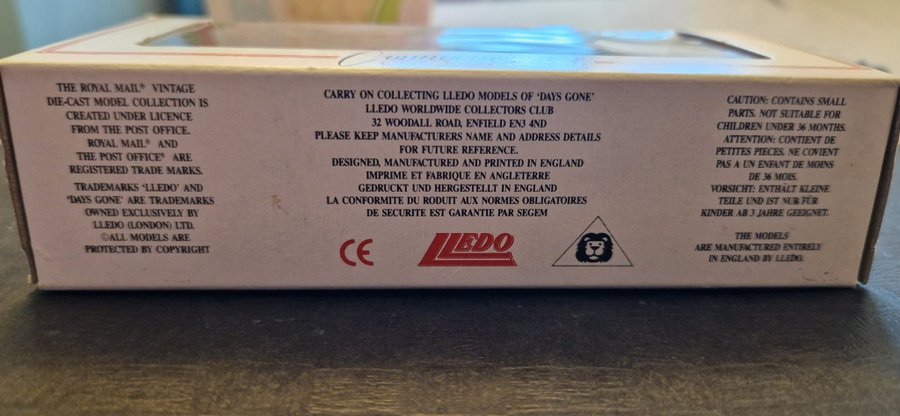 THE ROYAL MAIL® VINTAGE
DIE-CAST MODEL COLLECTION IS
CREATED UNDER LICENCE
FROM THE POST OFFICE.
ROYAL MAIL® AND
THE POST OFFICE® ARE
REGISTERED TRADE MARKS.
TRADEMARKS 'LLEDO' AND
'DAYS GONE' ARE TRADEMARKS
OWNED EXCLUSIVELY BY
LLEDO (LONDON) LTD.
©ALL MODELS ARE
PROTECTED BY COPYRIGHT
CARRY ON COLLECTING LLEDO MODELS OF 'DAYS GONE'
LLEDO WORLDWIDE COLLECTORS CLUB
32 WOODALL ROAD, ENFIELD EN3 4ND
PLEASE KEEP MANUFACTURERS NAME AND ADDRESS DETAILS
FOR FUTURE REFERENCE.
DESIGNED, MANUFACTURED AND PRINTED IN ENGLAND
IMPRIME ET FABRIQUE EN ANGLETERRE
GEDRUCKT UND HERGESTELLT IN ENGLAND
LA CONFORMITE DU RODUIT AUX NORMES OBLIGATOIRES
DE SECURITE EST GARANTIE PAR SEGEM
CE
LLEDO
CAUTION: CONTAINS SMALL
PARTS. NOT SUITABLE FOR
CHILDREN UNDER 36 MONTHS.
ATTENTION: CONTIENT DE
PETITES PIECES. NE COVIENT
PAS A UN ENFANT DE MOINS
DE 36 MOIS.
VORSICHT: ENTHÄLT KLEINE
TEILE UND IST NUR FÜR
KINDER AB 3 JAHRE GEEIGNET.
THE MODELS
ARE MANUFACTURED ENTIRELY
IN ENGLAND BY LLEDO.